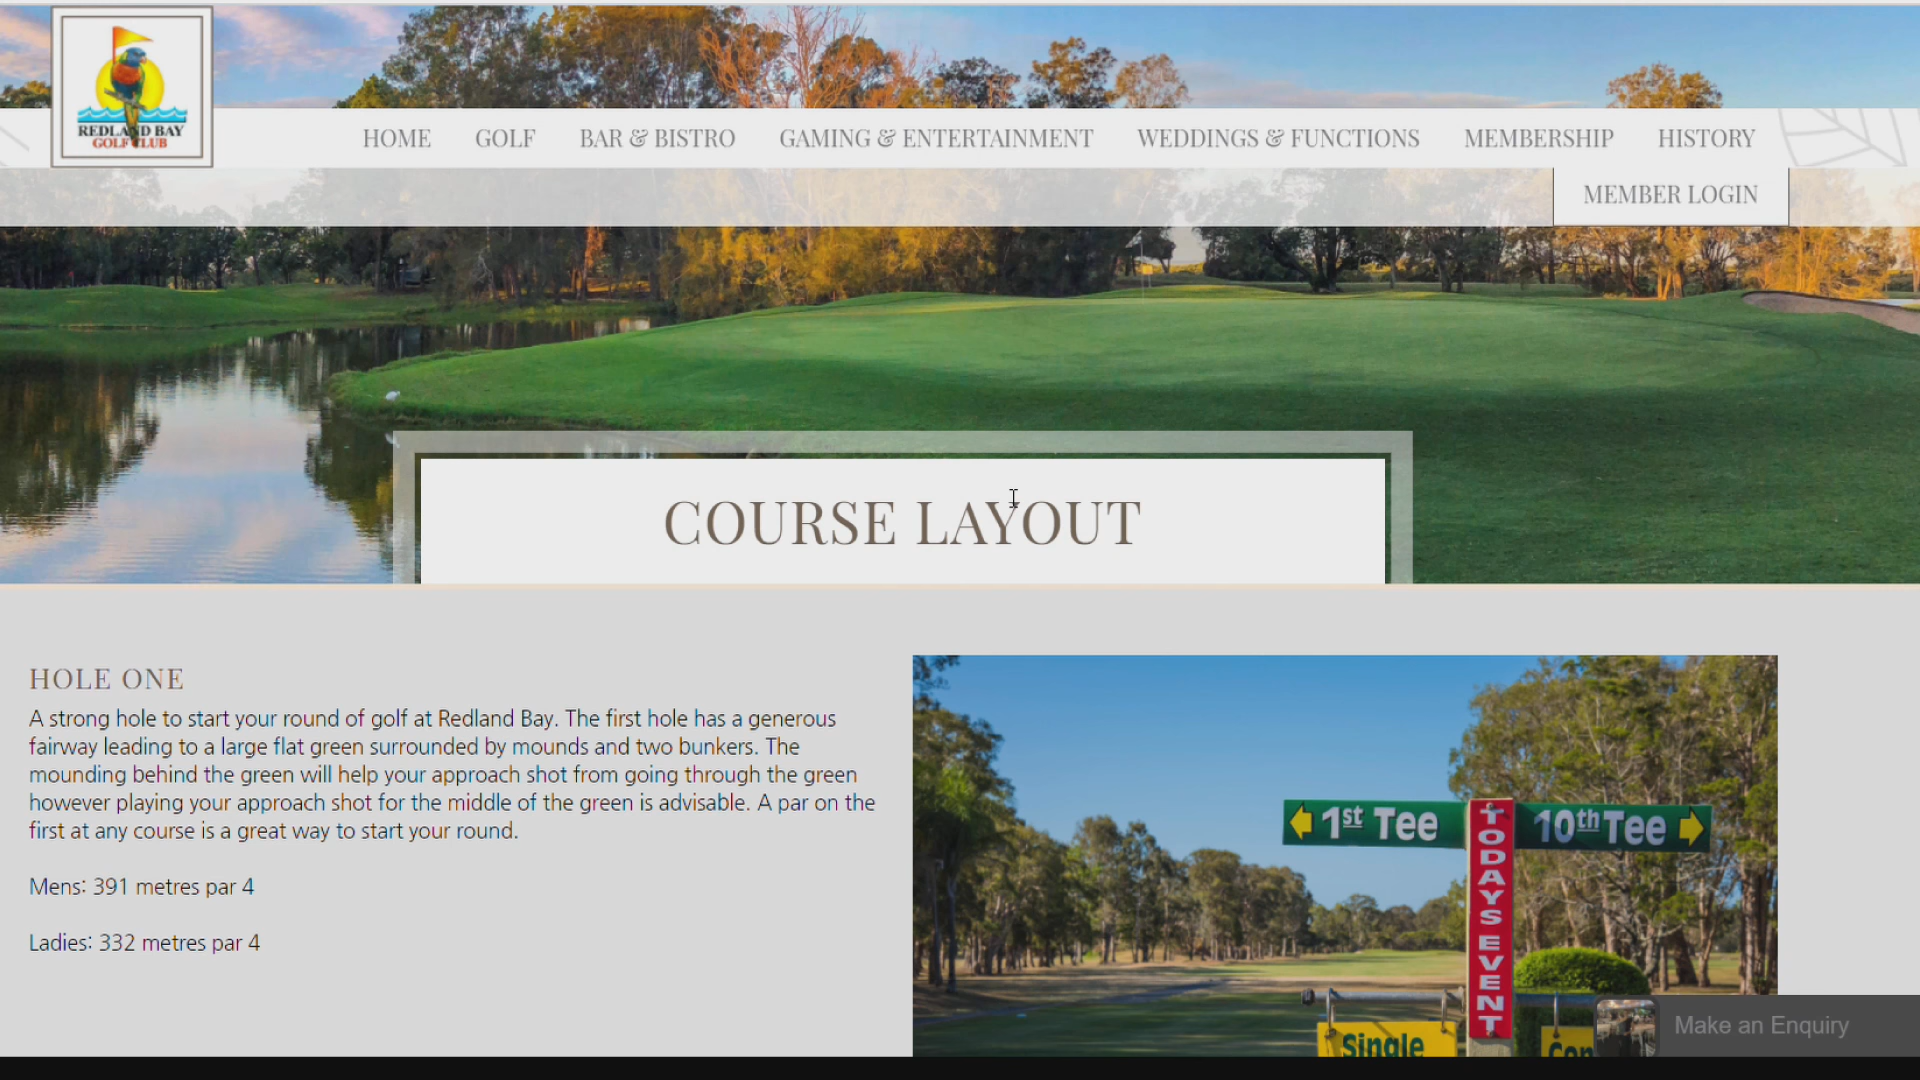 REDLAND BAY
GOLF CLUB
HOME GOLF BAR & BISTRO GAMING & ENTERTAINMENT WEDDINGS & FUNCTIONS MEMBERSHIP HISTORY
MEMBER LOGIN
COURSE LAYOUT
HOLE ONE
A strong hole to start your round of golf at Redland Bay. The first hole has a generous
fairway leading to a large flat green surrounded by mounds and two bunkers. The
mounding behind the green will help your approach shot from going through the green
however playing your approach shot for the middle of the green is advisable. A par on the
first at any course is a great way to start your round.
Mens: 391 metres par 4
Ladies: 332 metres par 4
1st Tee
10th Tee
TODAYS EVENT
Single
Make an Enquiry